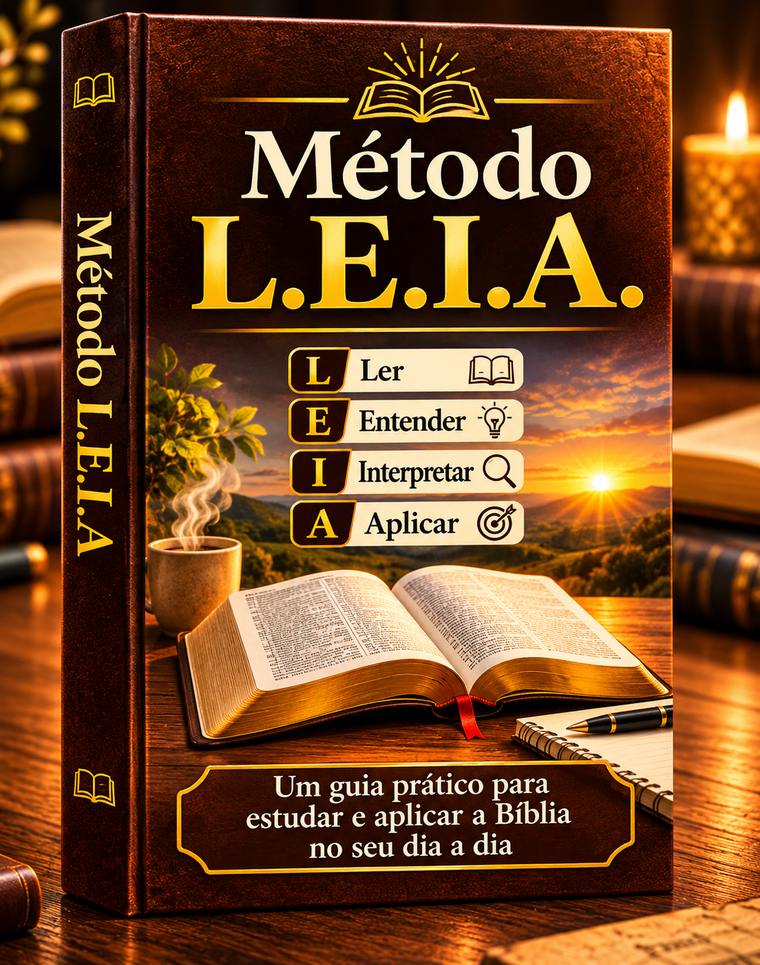 Método
L.E.I.A.
L Ler
E Entender
I Interpretar
A Aplicar
Um guia prático para
estudar e aplicar a Bíblia
no seu dia a dia
Método L.E.I.A